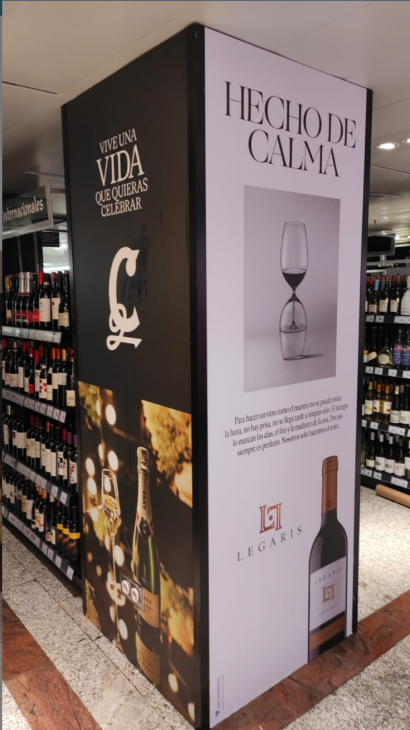 Internacionales
VIVE UNA
VIDA
QUE QUIERAS
CELEBRAR
HECHO DE
CALMA
Para hacer un vino como el nuestro no se puede mirar
la hora, no hay prisa, no se llega tarde a ningún sitio. El tiempo
lo marcan los días, el frío y la madurez de la uva. Por eso
siempre es perfecto. Nosotros solo hacemos el resto.
LEGARIS
LEGARIS